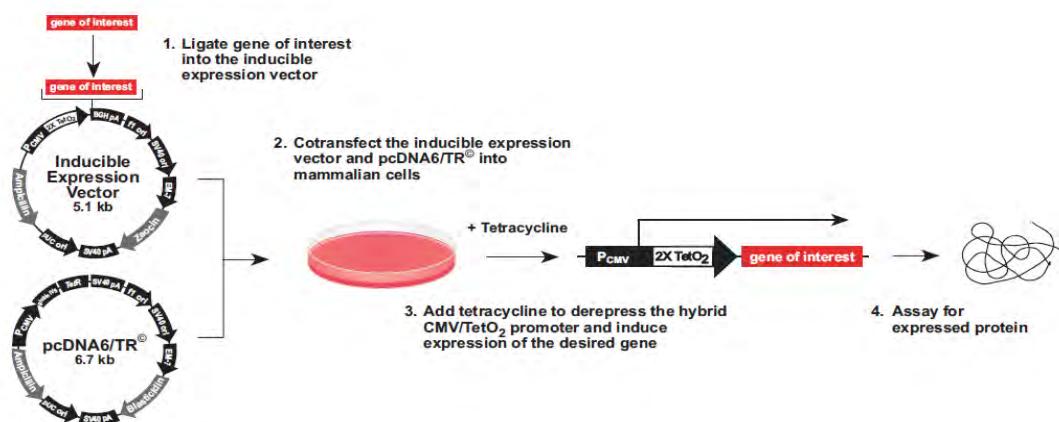 gene of interest
1. Ligate gene of interest
into the inducible
expression vector
gene of interest
PCMV
2X TetO2
BGH pA
f1 ori
SV40 ori
EM-7
Zeocin
SV40 pA
pUC ori
Ampicillin
Inducible
Expression
Vector
5.1 kb
2. Cotransfect the inducible expression
vector and pcDNA6/TR©
into
mammalian cells
+ Tetracycline
PCMV
2X TetO2
gene of interest
3. Add tetracycline to derepress the hybrid
CMV/TetO2 promoter and induce
expression of the desired gene
4. Assay for
expressed protein
PCMV
TetR
SV40 pA
f1 ori
SV40 ori
EM-7
Blasticidin
SV40 pA
pUC ori
Ampicillin
pcDNA6/TR©
6.7 kb